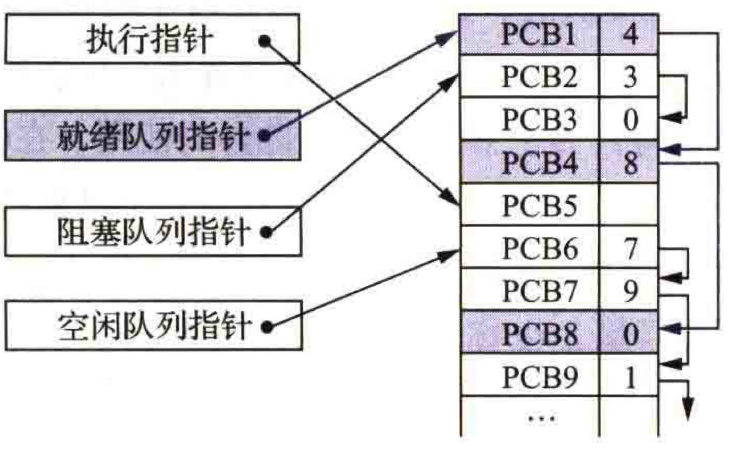 执行指针
就绪队列指针
阻塞队列指针
空闲队列指针
PCB1 4
PCB2 3
PCB3 0
PCB4 8
PCB5
PCB6 7
PCB7 9
PCB8 0
PCB9 1
…